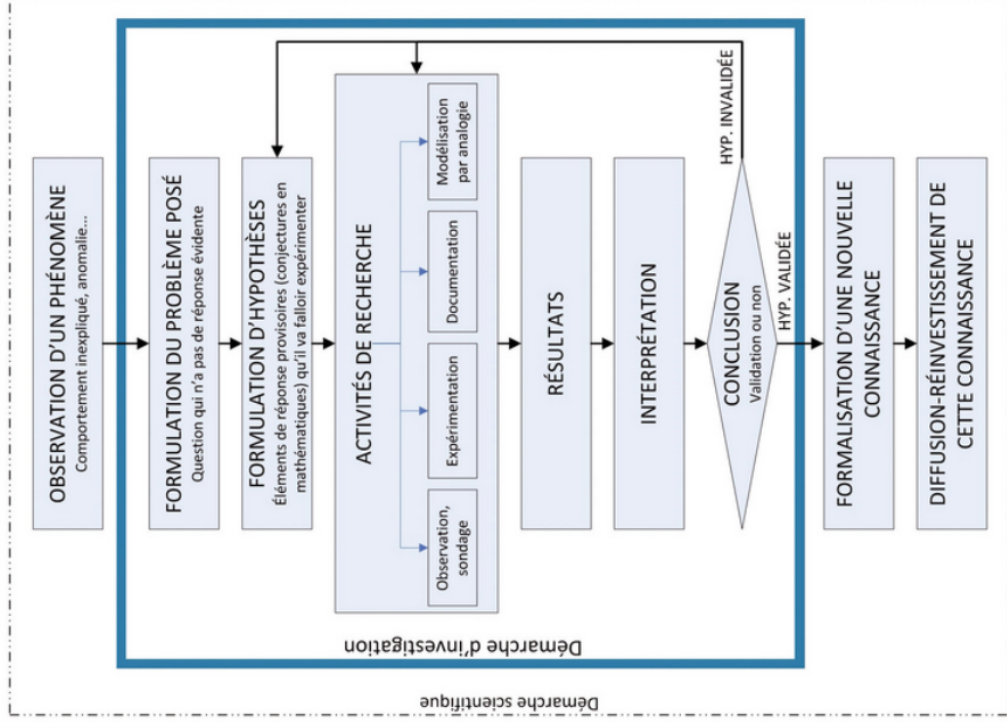 OBSERVATION D'UN PHÉNOMÈNE
Comportement inexpliqué, anomalie...
FORMULATION DU PROBLÈME POSÉ
Question qui n'a pas de réponse évidente
FORMULATION D'HYPOTHÈSES
Éléments de réponse provisoires (conjectures en
mathématiques) qu'il va falloir expérimenter
ACTIVITÉS DE RECHERCHE
Observation,
sondage
Expérimentation
Documentation
Modélisation
par analogie
RÉSULTATS
INTERPRÉTATION
CONCLUSION
Validation ou non
HYP. INVALIDÉE
HYP. VALIDÉE
FORMALISATION D'UNE NOUVELLE
CONNAISSANCE
DIFFUSION-RÉINVESTISSEMENT DE
CETTE CONNAISSANCE
Démarche d'investigation
Démarche scientifique